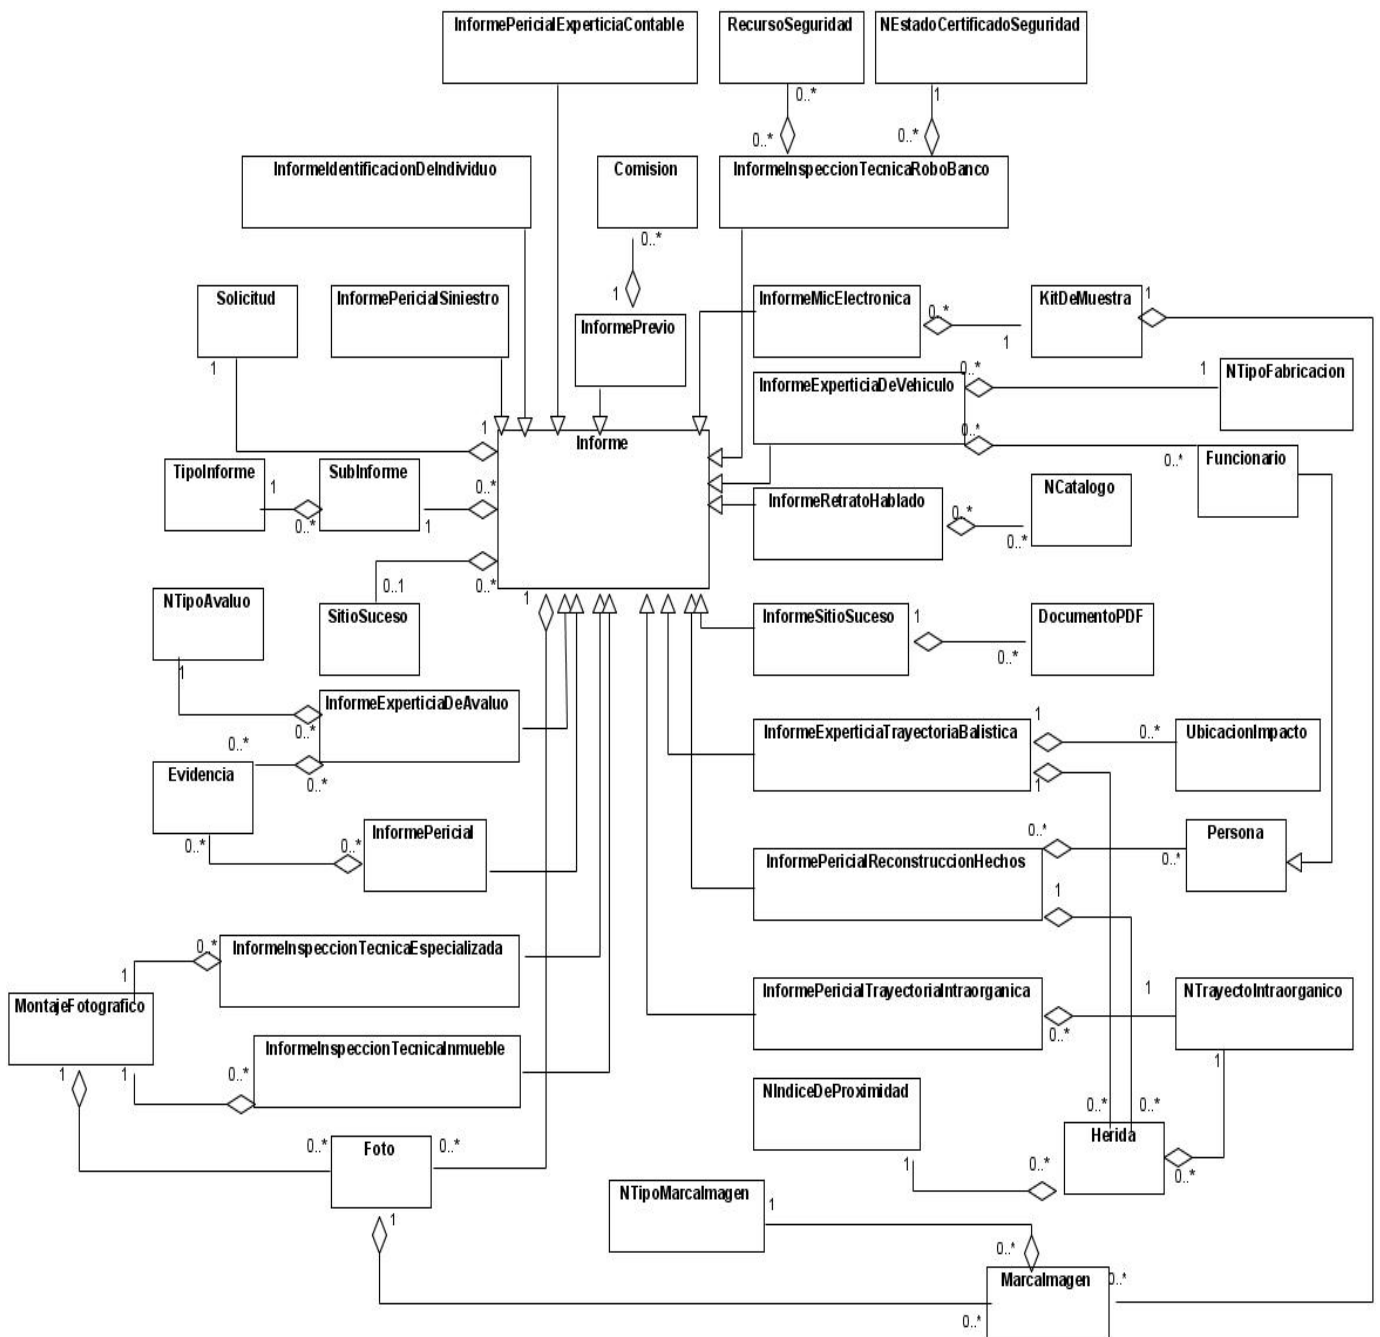 InformePericialExperticiaContable
RecursoSeguridad
NEstadoCertificadoSeguridad
0..*
1
0..*
0..*
InformeIdentificacionDeIndividuo
Comision
InformeInspeccionTecnicaRoboBanco
0..*
Solicitud
InformePericialSiniestro
1
InformePrevio
InformeMicElectronica
0..*
1
KitDeMuestra
1
1
InformeExperticiaDeVehiculo
0..*
1
NTipoFabricacion
1
Informe
0..*
0..*
Funcionario
TipoInforme
1
0..*
SubInforme
1
0..*
InformeRetratoHablado
0..*
0..*
NCatalogo
0..1
0..*
1
NTipoAvaluo
SitioSuceso
InformeSitioSuceso
1
0..*
DocumentoPDF
1
InformeExperticiaDeAvaluo
0..*
0..*
0..*
InformeExperticiaTrayectoriaBalistica
1
0..*
1
UbicacionImpacto
Evidencia
0..*
InformePericial
0..*
0..*
0..*
Persona
InformePericialReconstruccionHechos
1
InformeInspeccionTecnicaEspecializada
0..*
1
MontajeFotografico
InformePericialTrayectoriaIntraorganica
0..*
1
NTrayectoIntraorganico
InformeInspeccionTecnicaInmueble
1
1
0..*
1
NIndiceDeProximidad
0..*
0..*
Herida
0..*
Foto
0..*
1
0..*
0..*
NTipoMarcaImagen
1
1
0..*
MarcaImagen
0..*
0..*